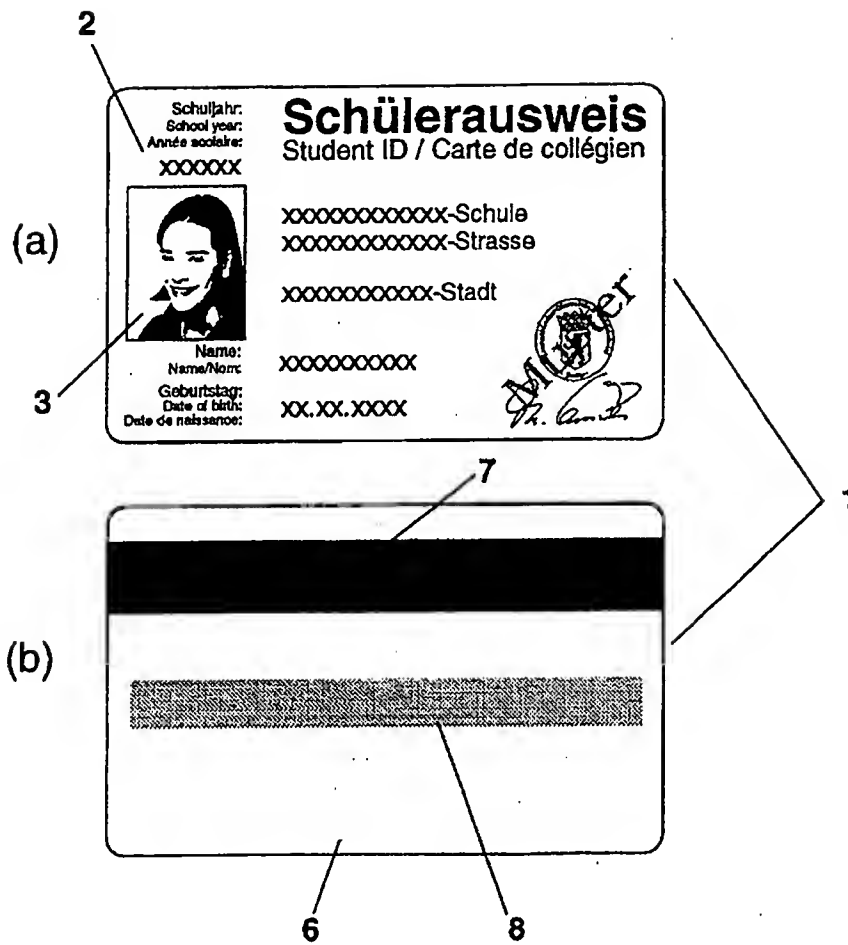 2
Schuljahr:
School year:
Année scolaire:
XXXXXX
Schülerausweis
Student ID / Carte de collégien
(a)
XXXXXXXXXXXX-Schule
XXXXXXXXXXXX-Strasse
XXXXXXXXXXX-Stadt
Muster
3
Name:
Name/Nom:
XXXXXXXXXX
Geburtstag:
Date of birth:
Date de naissance:
XX.XX.XXXX
7
1
(b)
6
8